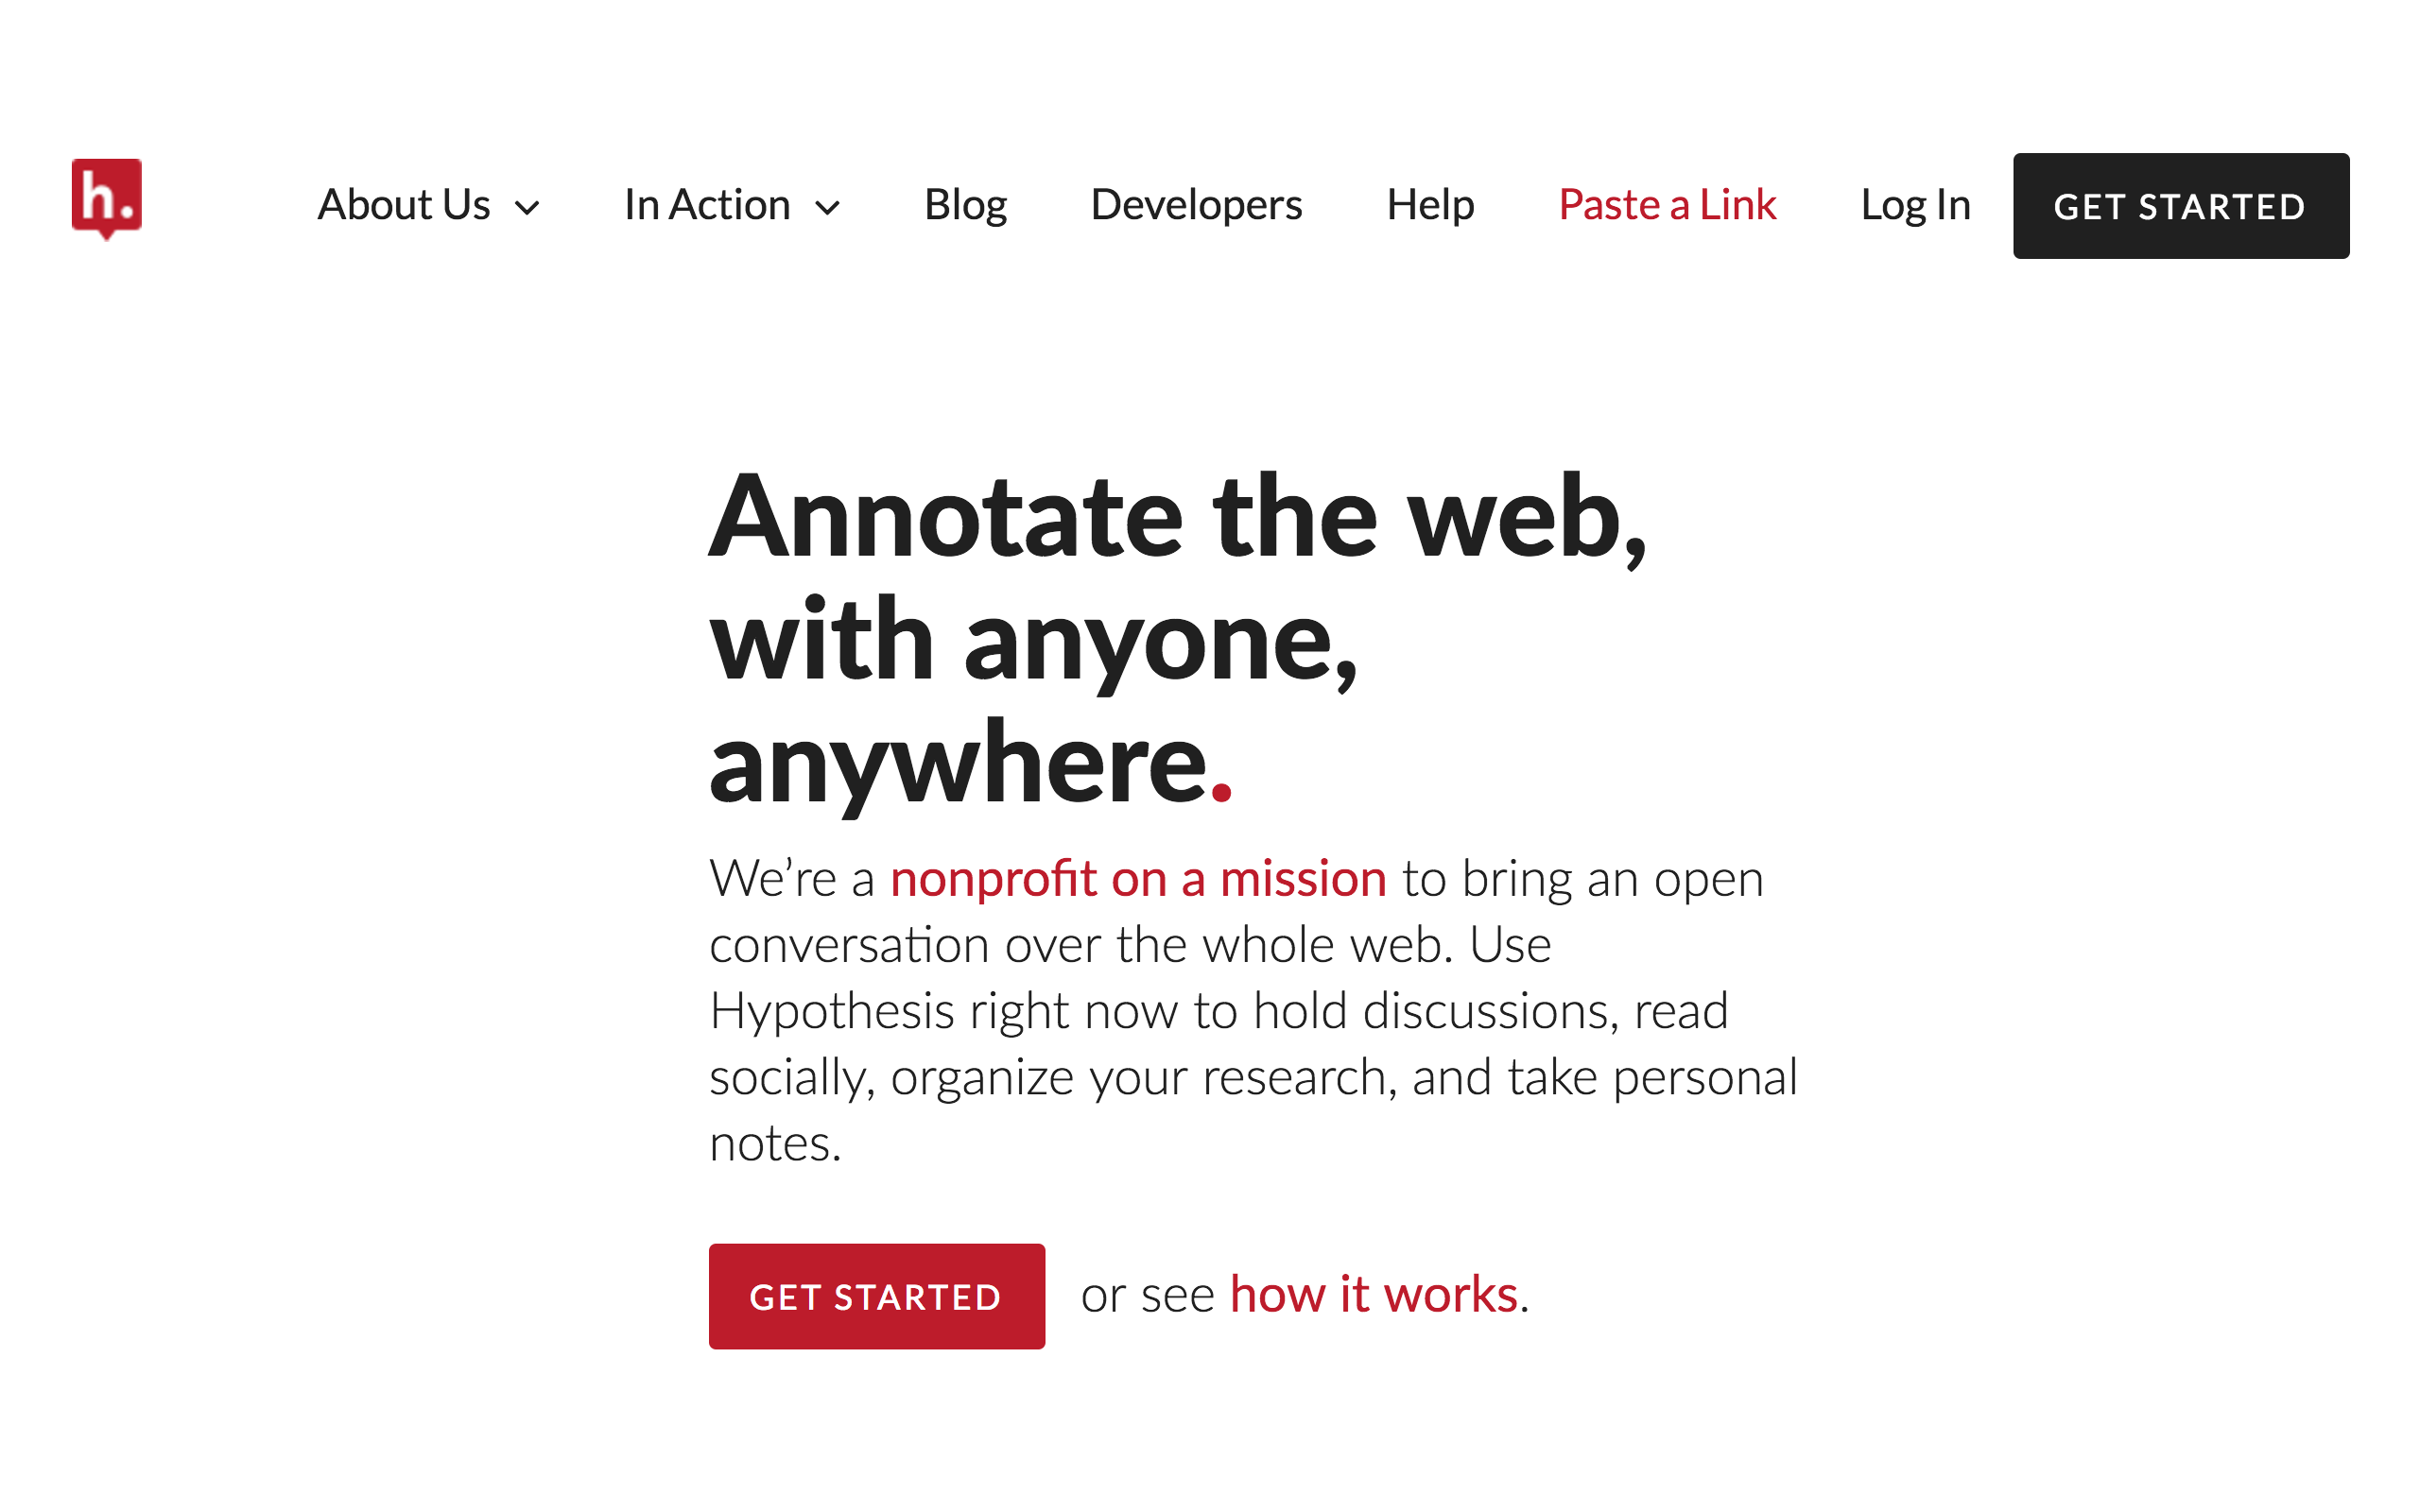 h.
About Us
In Action
Blog
Developers
Help
Paste a Link
Log In
GET STARTED
Annotate the web,
with anyone,
anywhere.
We’re a nonprofit on a mission to bring an open
conversation over the whole web. Use
Hypothesis right now to hold discussions, read
socially, organize your research, and take personal
notes.
GET STARTED or see how it works.